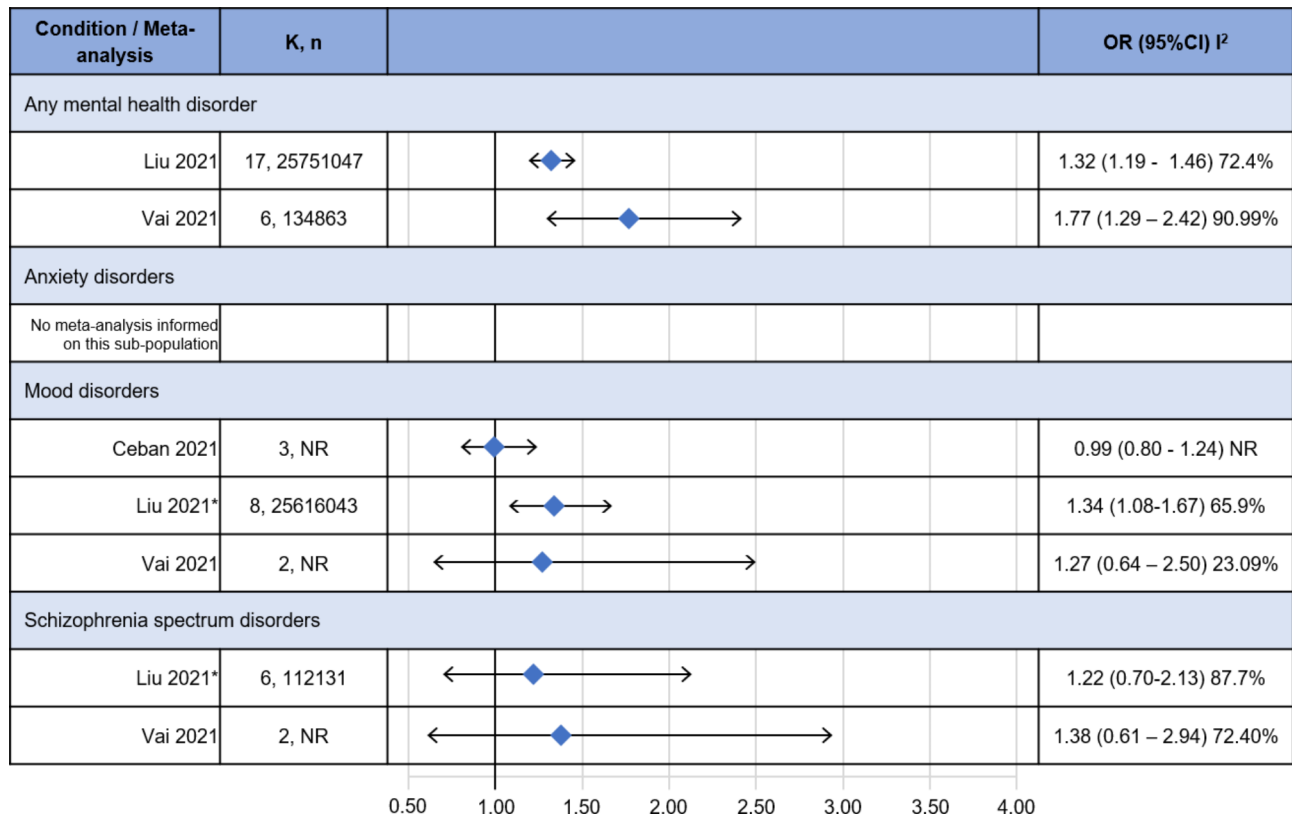 Condition / Meta-
analysis
K, n
OR (95%CI) I²
Any mental health disorder
Liu 2021 17, 25751047 1.32 (1.19 - 1.46) 72.4%
Vai 2021 6, 134863 1.77 (1.29 – 2.42) 90.99%
Anxiety disorders
No meta-analysis informed
on this sub-population
Mood disorders
Ceban 2021 3, NR 0.99 (0.80 - 1.24) NR
Liu 2021* 8, 25616043 1.34 (1.08-1.67) 65.9%
Vai 2021 2, NR 1.27 (0.64 – 2.50) 23.09%
Schizophrenia spectrum disorders
Liu 2021* 6, 112131 1.22 (0.70-2.13) 87.7%
Vai 2021 2, NR 1.38 (0.61 – 2.94) 72.40%
0.50 1.00 1.50 2.00 2.50 3.00 3.50 4.00